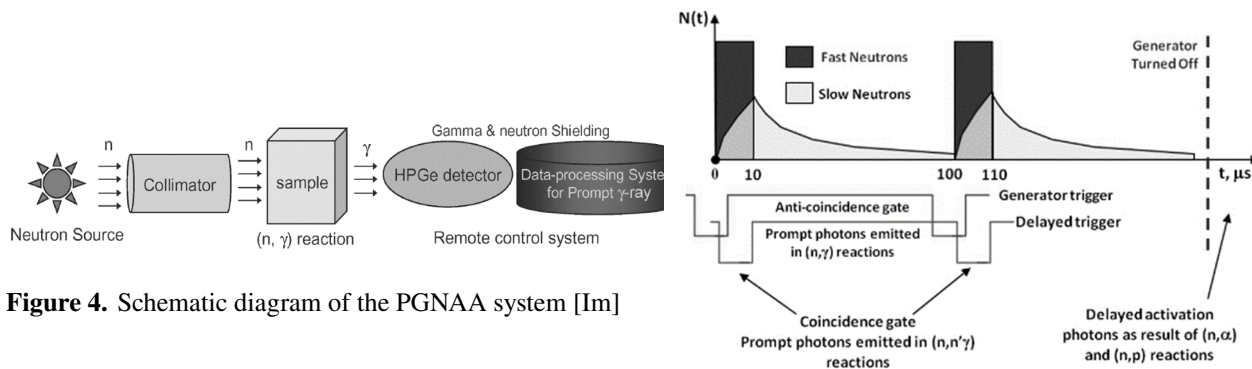 n
n
γ
Gamma & neutron Shielding
Collimator
sample
HPGe detector
Data-processing System
for Prompt γ-ray
Neutron Source
(n, γ) reaction
Remote control system
Figure 4. Schematic diagram of the PGNAA system [Im]
N(t)
Fast Neutrons
Slow Neutrons
Generator
Turned Off
0
10
100
110
t, μs
Anti-coincidence gate
Generator trigger
Prompt photons emitted
in (n,γ) reactions
Delayed trigger
Coincidence gate
Prompt photons emitted in (n,n'γ)
reactions
Delayed activation
photons as result of (n,α)
and (n,p) reactions